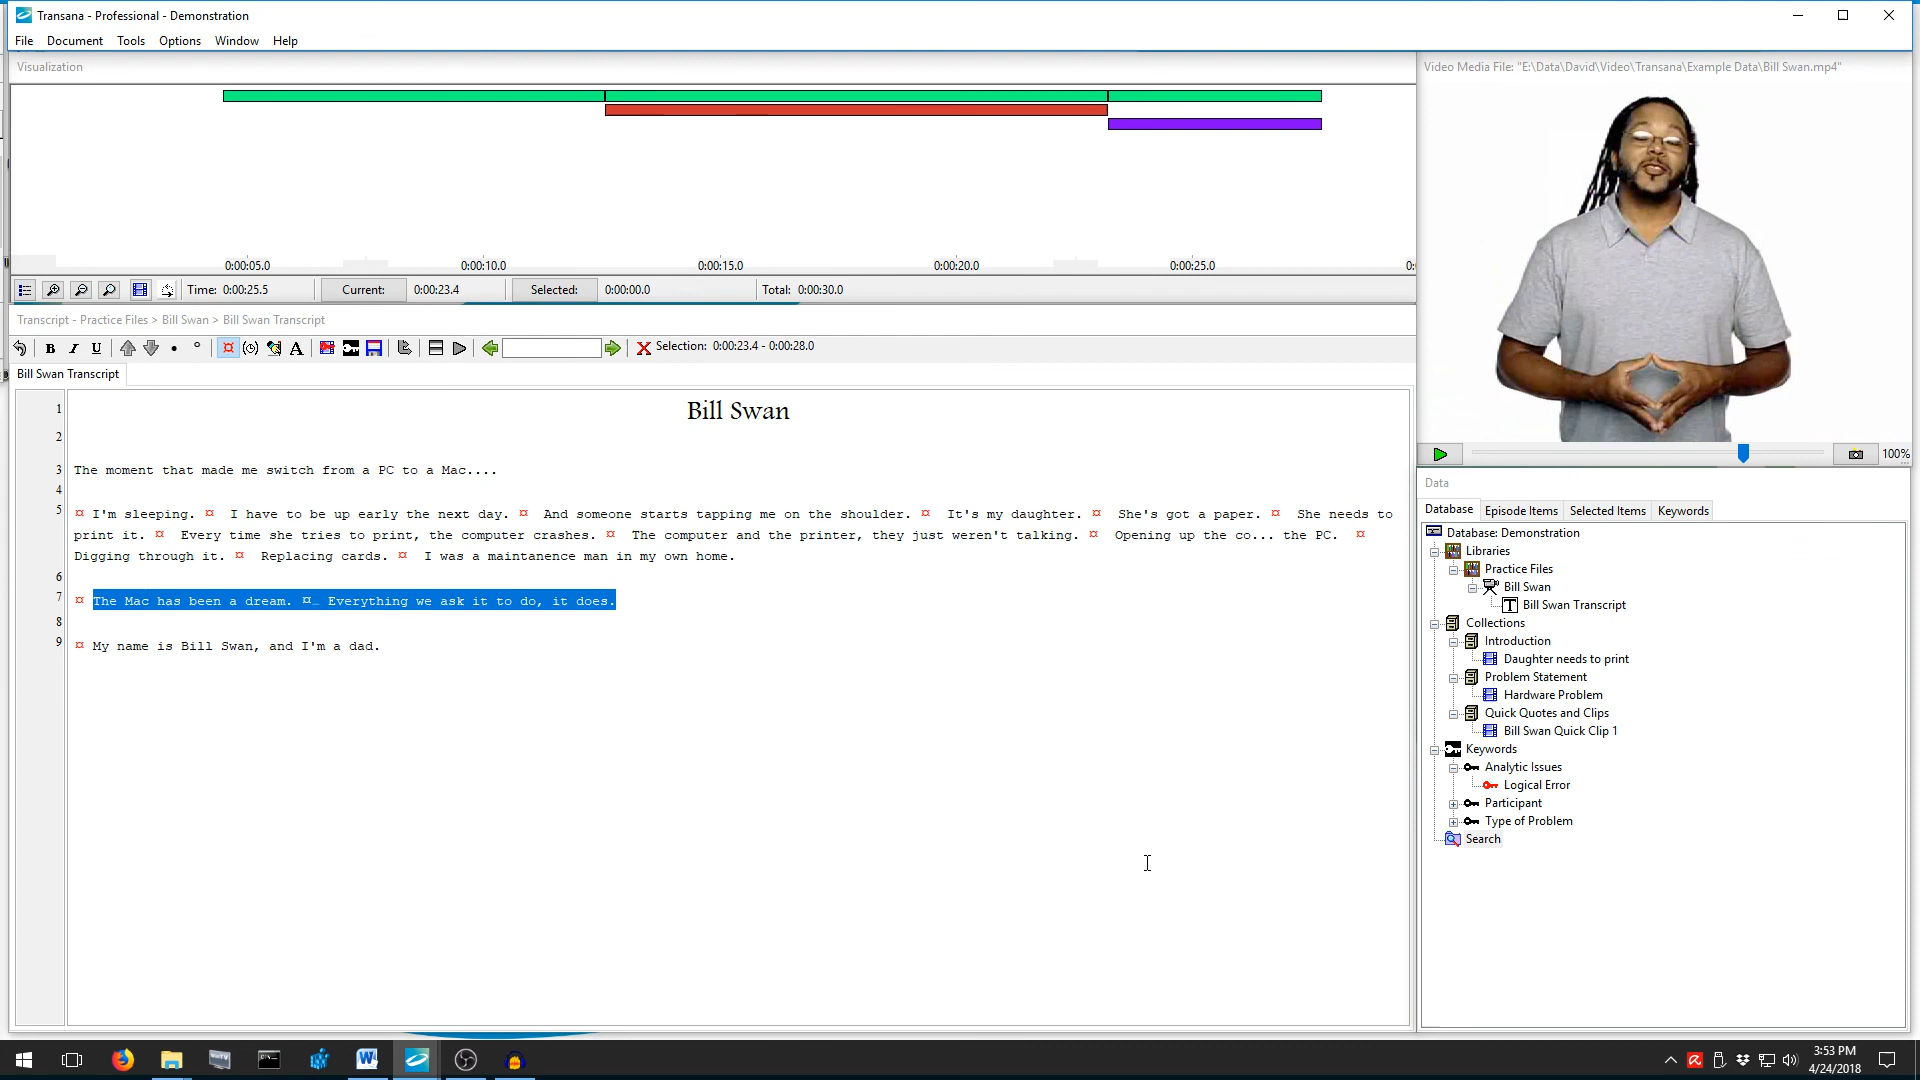 Transana - Professional - Demonstration
File Document Tools Options Window Help
Visualization
0:00:05.0 0:00:10.0 0:00:15.0 0:00:20.0 0:00:25.0 0:
Time: 0:00:25.5 Current: 0:00:23.4 Selected: 0:00:00.0 Total: 0:00:30.0
Transcript - Practice Files > Bill Swan > Bill Swan Transcript
B I U A Selection: 0:00:23.4 - 0:00:28.0
Bill Swan Transcript
1 Bill Swan
2
3 The moment that made me switch from a PC to a Mac....
4
5 ¤ I'm sleeping. ¤ I have to be up early the next day. ¤ And someone starts tapping me on the shoulder. ¤ It's my daughter. ¤ She's got a paper. ¤ She needs to
print it. ¤ Every time she tries to print, the computer crashes. ¤ The computer and the printer, they just weren't talking. ¤ Opening up the co... the PC. ¤
Digging through it. ¤ Replacing cards. ¤ I was a maintanence man in my own home.
6
7 ¤ The Mac has been a dream. ¤ Everything we ask it to do, it does.
8
9 ¤ My name is Bill Swan, and I'm a dad.
Video Media File: "E:\Data\David\Video\Transana\Example Data\Bill Swan.mp4"
100%
Data
Database Episode Items Selected Items Keywords
Database: Demonstration
Libraries
Practice Files
Bill Swan
T Bill Swan Transcript
Collections
Introduction
Daughter needs to print
Problem Statement
Hardware Problem
Quick Quotes and Clips
Bill Swan Quick Clip 1
Keywords
Analytic Issues
Logical Error
Participant
Type of Problem
Search
3:53 PM
4/24/2018